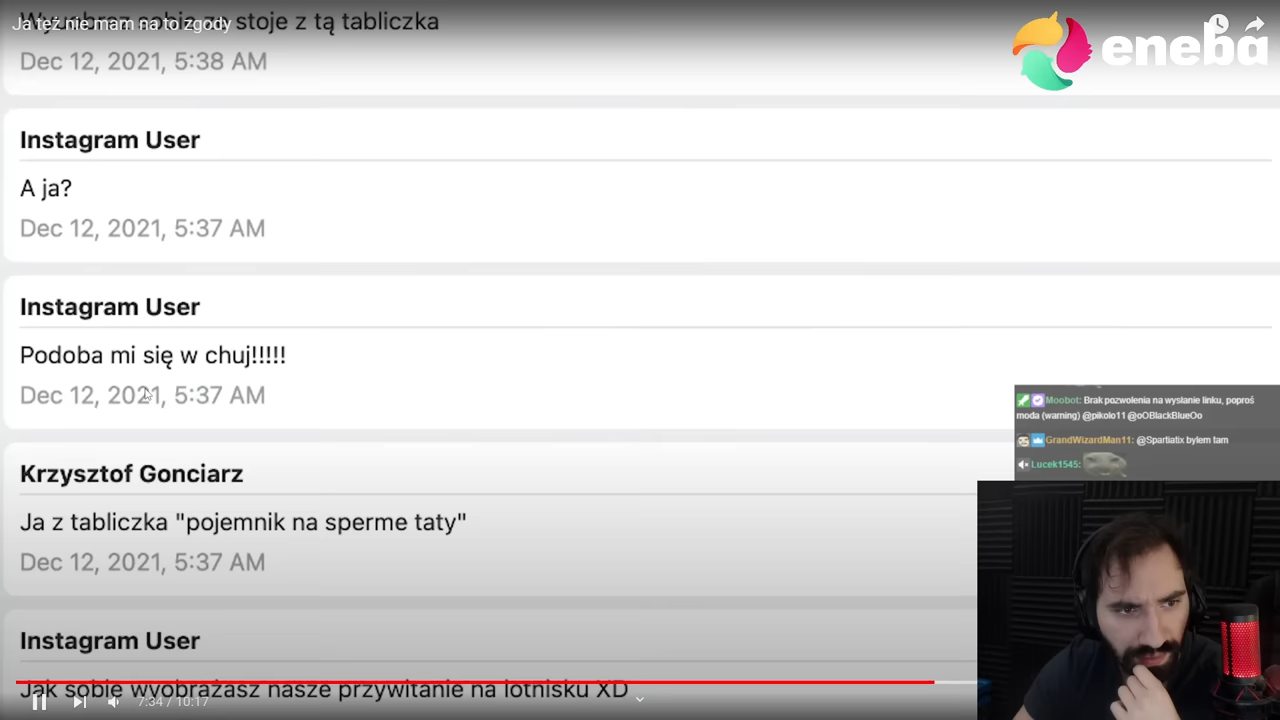 Ja też nie mam na to zgody
Wyobraz sobie ze stoje z tą tabliczka
Dec 12, 2021, 5:38 AM
eneba
Instagram User
A ja?
Dec 12, 2021, 5:37 AM
Instagram User
Podoba mi się w chuj!!!!!
Dec 12, 2021, 5:37 AM
Krzysztof Gonciarz
Ja z tabliczka "pojemnik na sperme taty"
Dec 12, 2021, 5:37 AM
Instagram User
Jak sobie wyobrażasz nasze przywitanie na lotnisku XD
7:34 / 10:17
Moobot: Brak pozwolenia na wysłanie linku, poproś
moda (warning) @pikolo11 @oOBlackBlueOo
GrandWizardMan11: @Spartiatix byłem tam
Lucek1545: